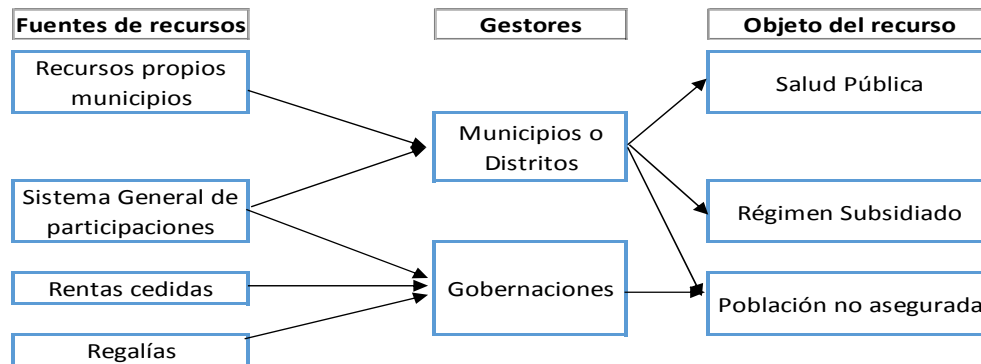 Fuentes de recursos
Gestores
Objeto del recurso
Recursos propios
municipios
Sistema General de
participaciones
Rentas cedidas
Regalías
Municipios o
Distritos
Gobernaciones
Salud Pública
Régimen Subsidiado
Población no asegurada